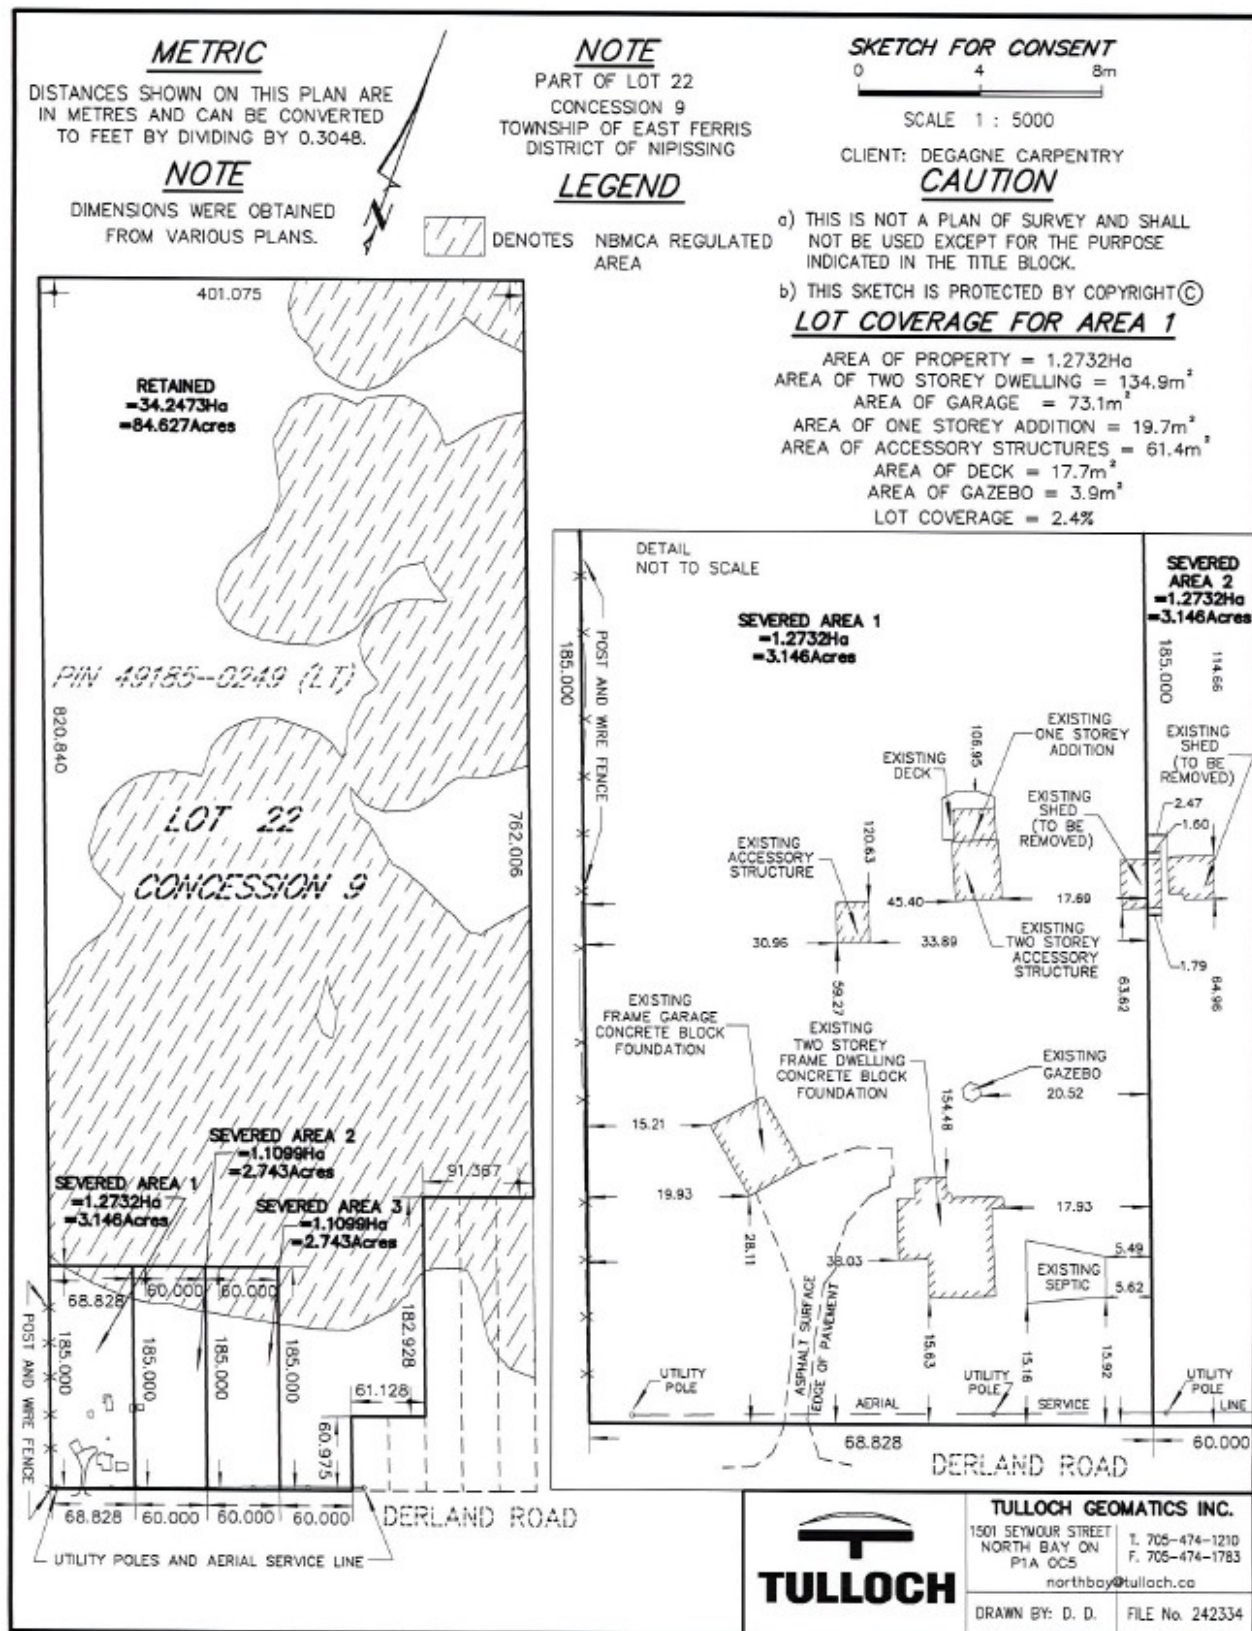 METRIC
DISTANCES SHOWN ON THIS PLAN ARE
IN METRES AND CAN BE CONVERTED
TO FEET BY DIVIDING BY 0.3048.
NOTE
DIMENSIONS WERE OBTAINED
FROM VARIOUS PLANS.
N
NOTE
PART OF LOT 22
CONCESSION 9
TOWNSHIP OF EAST FERRIS
DISTRICT OF NIPISSING
LEGEND
DENOTES NBMCA REGULATED
AREA
SKETCH FOR CONSENT
0 4 8m
SCALE 1 : 5000
CLIENT: DEGAGNE CARPENTRY
CAUTION
a) THIS IS NOT A PLAN OF SURVEY AND SHALL
NOT BE USED EXCEPT FOR THE PURPOSE
INDICATED IN THE TITLE BLOCK.
b) THIS SKETCH IS PROTECTED BY COPYRIGHT ©
LOT COVERAGE FOR AREA 1
AREA OF PROPERTY = 1.2732Ha
AREA OF TWO STOREY DWELLING = 134.9m²
AREA OF GARAGE = 73.1m²
AREA OF ONE STOREY ADDITION = 19.7m²
AREA OF ACCESSORY STRUCTURES = 61.4m²
AREA OF DECK = 17.7m²
AREA OF GAZEBO = 3.9m²
LOT COVERAGE = 2.4%
401.075
RETAINED
=34.2473Ha
=84.627Acres
PIN 49185--0249 (LT)
820.840
LOT 22
CONCESSION 9
762.006
SEVERED AREA 2
=1.1099Ha
=2.743Acres
91.367
SEVERED AREA 1
=1.2732Ha
=3.146Acres
SEVERED AREA 3
=1.1099Ha
=2.743Acres
68.828
60.000
60.000
POST AND WIRE FENCE
185.000
185.000
185.000
185.000
182.928
61.128
60.975
68.828
60.000
60.000
60.000
DERLAND ROAD
UTILITY POLES AND AERIAL SERVICE LINE
DETAIL
NOT TO SCALE
SEVERED AREA 1
=1.2732Ha
=3.146Acres
SEVERED
AREA 2
=1.2732Ha
=3.146Acres
185.000
POST AND WIRE FENCE
185.000
114.66
EXISTING
DECK
106.95
EXISTING
ONE STOREY
ADDITION
EXISTING
SHED
(TO BE
REMOVED)
EXISTING
SHED
(TO BE
REMOVED)
2.47
1.60
EXISTING
ACCESSORY
STRUCTURE
120.63
45.40
17.69
30.96
33.89
EXISTING
TWO STOREY
ACCESSORY
STRUCTURE
1.79
59.27
63.62
64.96
EXISTING
FRAME GARAGE
CONCRETE BLOCK
FOUNDATION
EXISTING
TWO STOREY
FRAME DWELLING
CONCRETE BLOCK
FOUNDATION
EXISTING
GAZEBO
20.52
154.48
15.21
19.93
28.11
38.03
17.93
5.49
EXISTING
SEPTIC
5.62
ASPHALT SURFACE
EDGE OF PAVEMENT
15.63
15.16
15.92
UTILITY
POLE
AERIAL
UTILITY
POLE
SERVICE
UTILITY
POLE
LINE
68.828
60.000
DERLAND ROAD
TULLOCH
TULLOCH GEOMATICS INC.
1501 SEYMOUR STREET
NORTH BAY ON
P1A 0C5
T. 705-474-1210
F. 705-474-1783
northbay@tulloch.ca
DRAWN BY: D. D.
FILE No. 242334